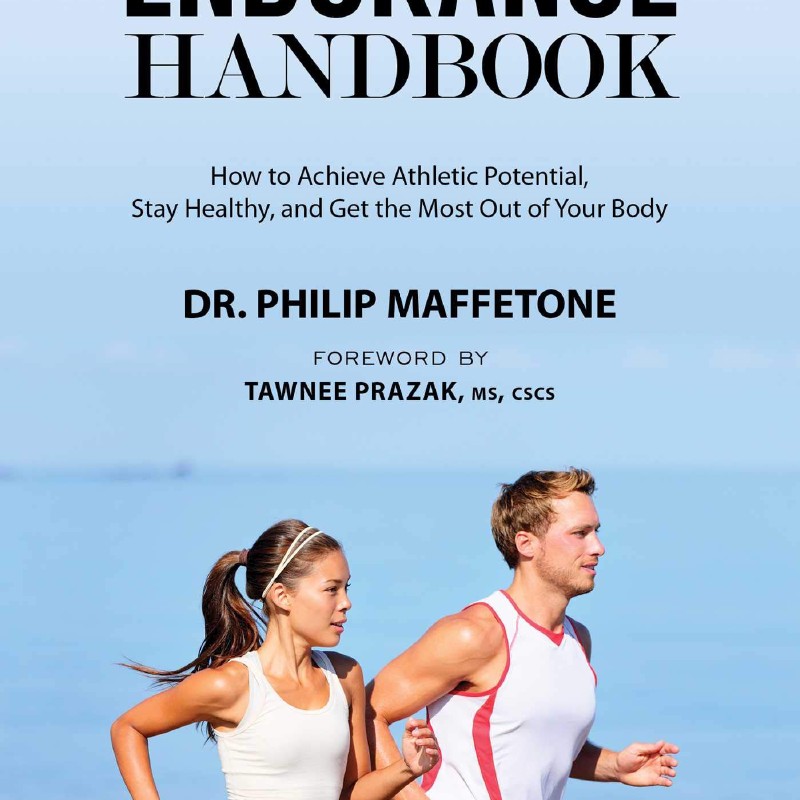 ENDURANCE
HANDBOOK
How to Achieve Athletic Potential,
Stay Healthy, and Get the Most Out of Your Body
DR. PHILIP MAFFETONE
FOREWORD BY
TAWNEE PRAZAK, MS, CSCS